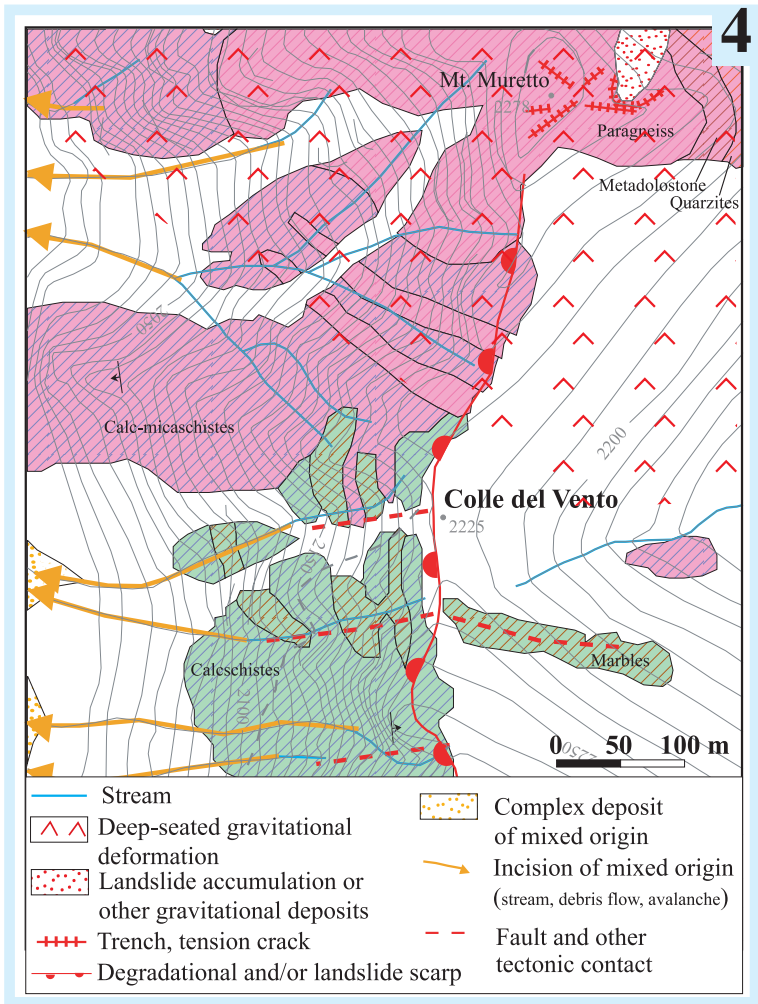 4
Mt. Muretto
2278
Paragneiss
Metadolostone
Quarzites
2050
Calc-micaschistes
2200
Colle del Vento
2225
2150
Calcschistes
Marbles
2100
2250
0 50 100 m
Stream
Deep-seated gravitational
deformation
Landslide accumulation or
other gravitational deposits
Trench, tension crack
Degradational and/or landslide scarp
Complex deposit
of mixed origin
Incision of mixed origin
(stream, debris flow, avalanche)
Fault and other
tectonic contact